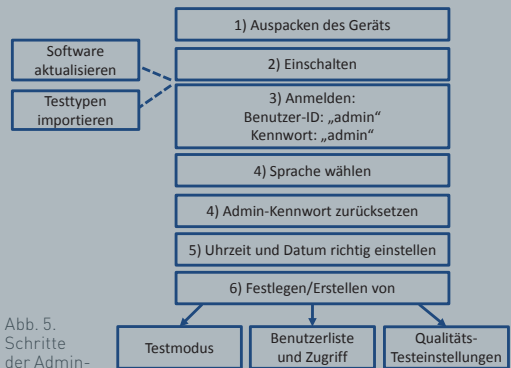 1) Auspacken des Geräts
Software
aktualisieren
2) Einschalten
Testtypen
importieren
3) Anmelden:
Benutzer-ID: „admin“
Kennwort: „admin“
4) Sprache wählen
4) Admin-Kennwort zurücksetzen
5) Uhrzeit und Datum richtig einstellen
6) Festlegen/Erstellen von
Abb. 5.
Schritte
der Admin-
Testmodus
Benutzerliste
und Zugriff
Qualitäts-
Testeinstellungen